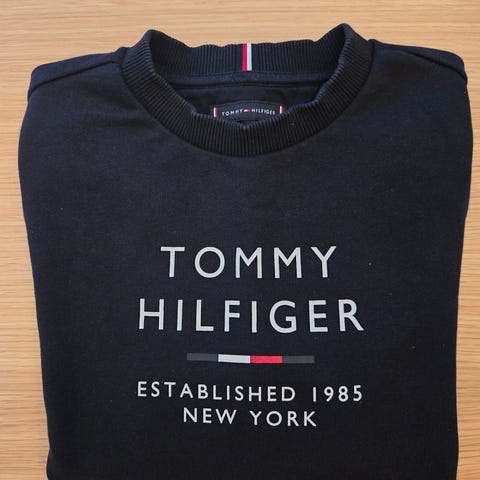 TOMMY HILFIGER
TOMMY
HILFIGER
ESTABLISHED 1985
NEW YORK